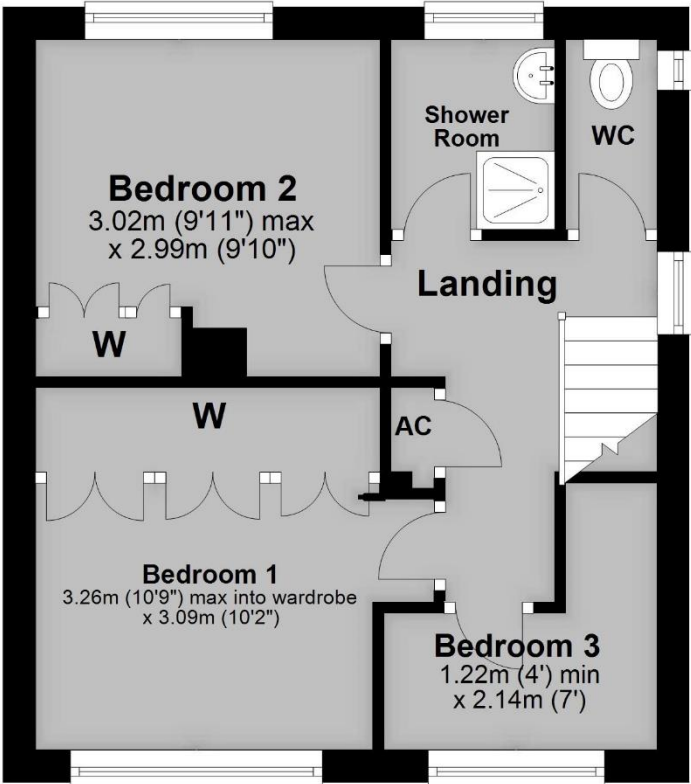 Shower
Room
WC
Bedroom 2
3.02m (9'11") max
x 2.99m (9'10")
Landing
W
W
AC
Bedroom 1
3.26m (10'9") max into wardrobe
x 3.09m (10'2")
Bedroom 3
1.22m (4') min
x 2.14m (7')